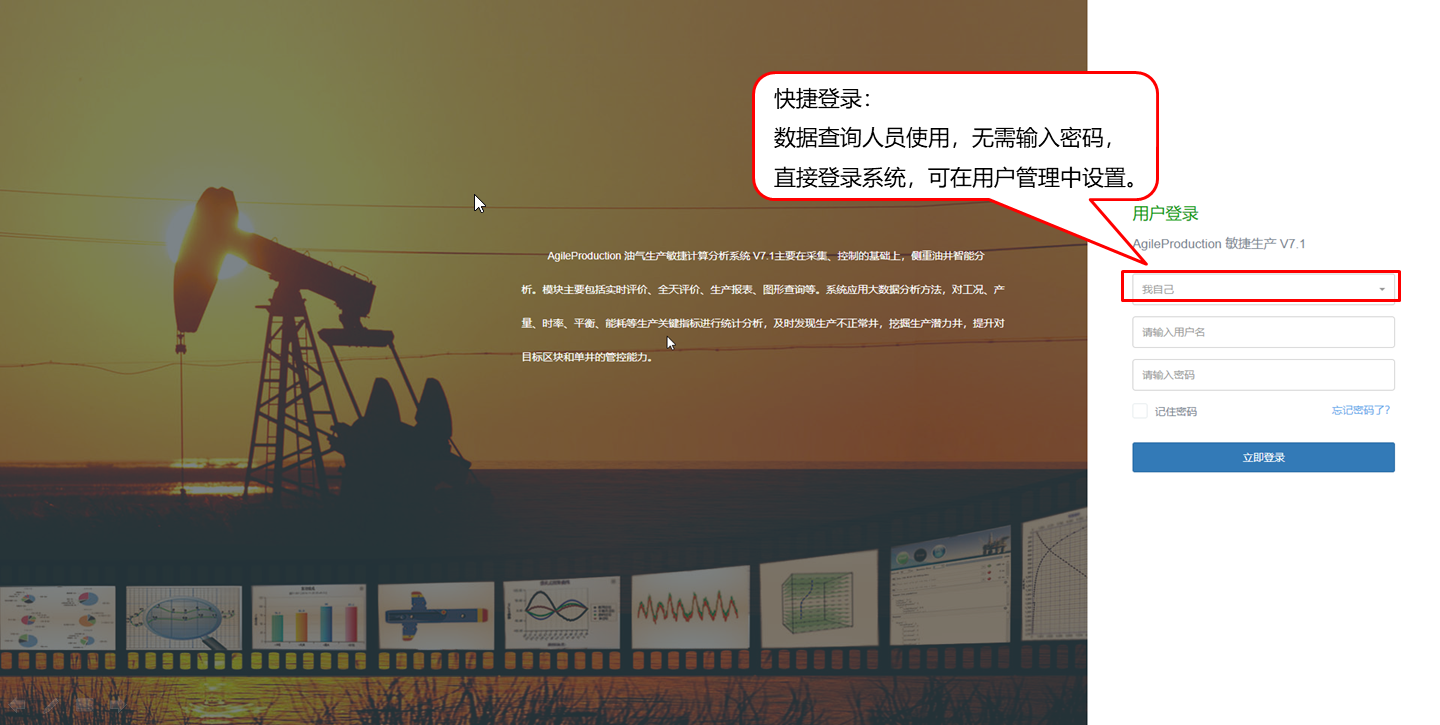 快捷登录：
数据查询人员使用，无需输入密码，
直接登录系统，可在用户管理中设置。
AgileProduction 油气生产敏捷计算分析系统 V7.1主要在采集、控制的基础上，侧重油井智能分
析。模块主要包括实时评价、全天评价、生产报表、图形查询等。系统应用大数据分析方法，对工况、产
量、时率、平衡、能耗等生产关键指标进行统计分析，及时发现生产不正常井，挖掘生产潜力井，提升对
目标区块和单井的管控能力。
用户登录
AgileProduction 敏捷生产 V7.1
我自己
请输入用户名
请输入密码
记住密码
忘记密码了?
立即登录